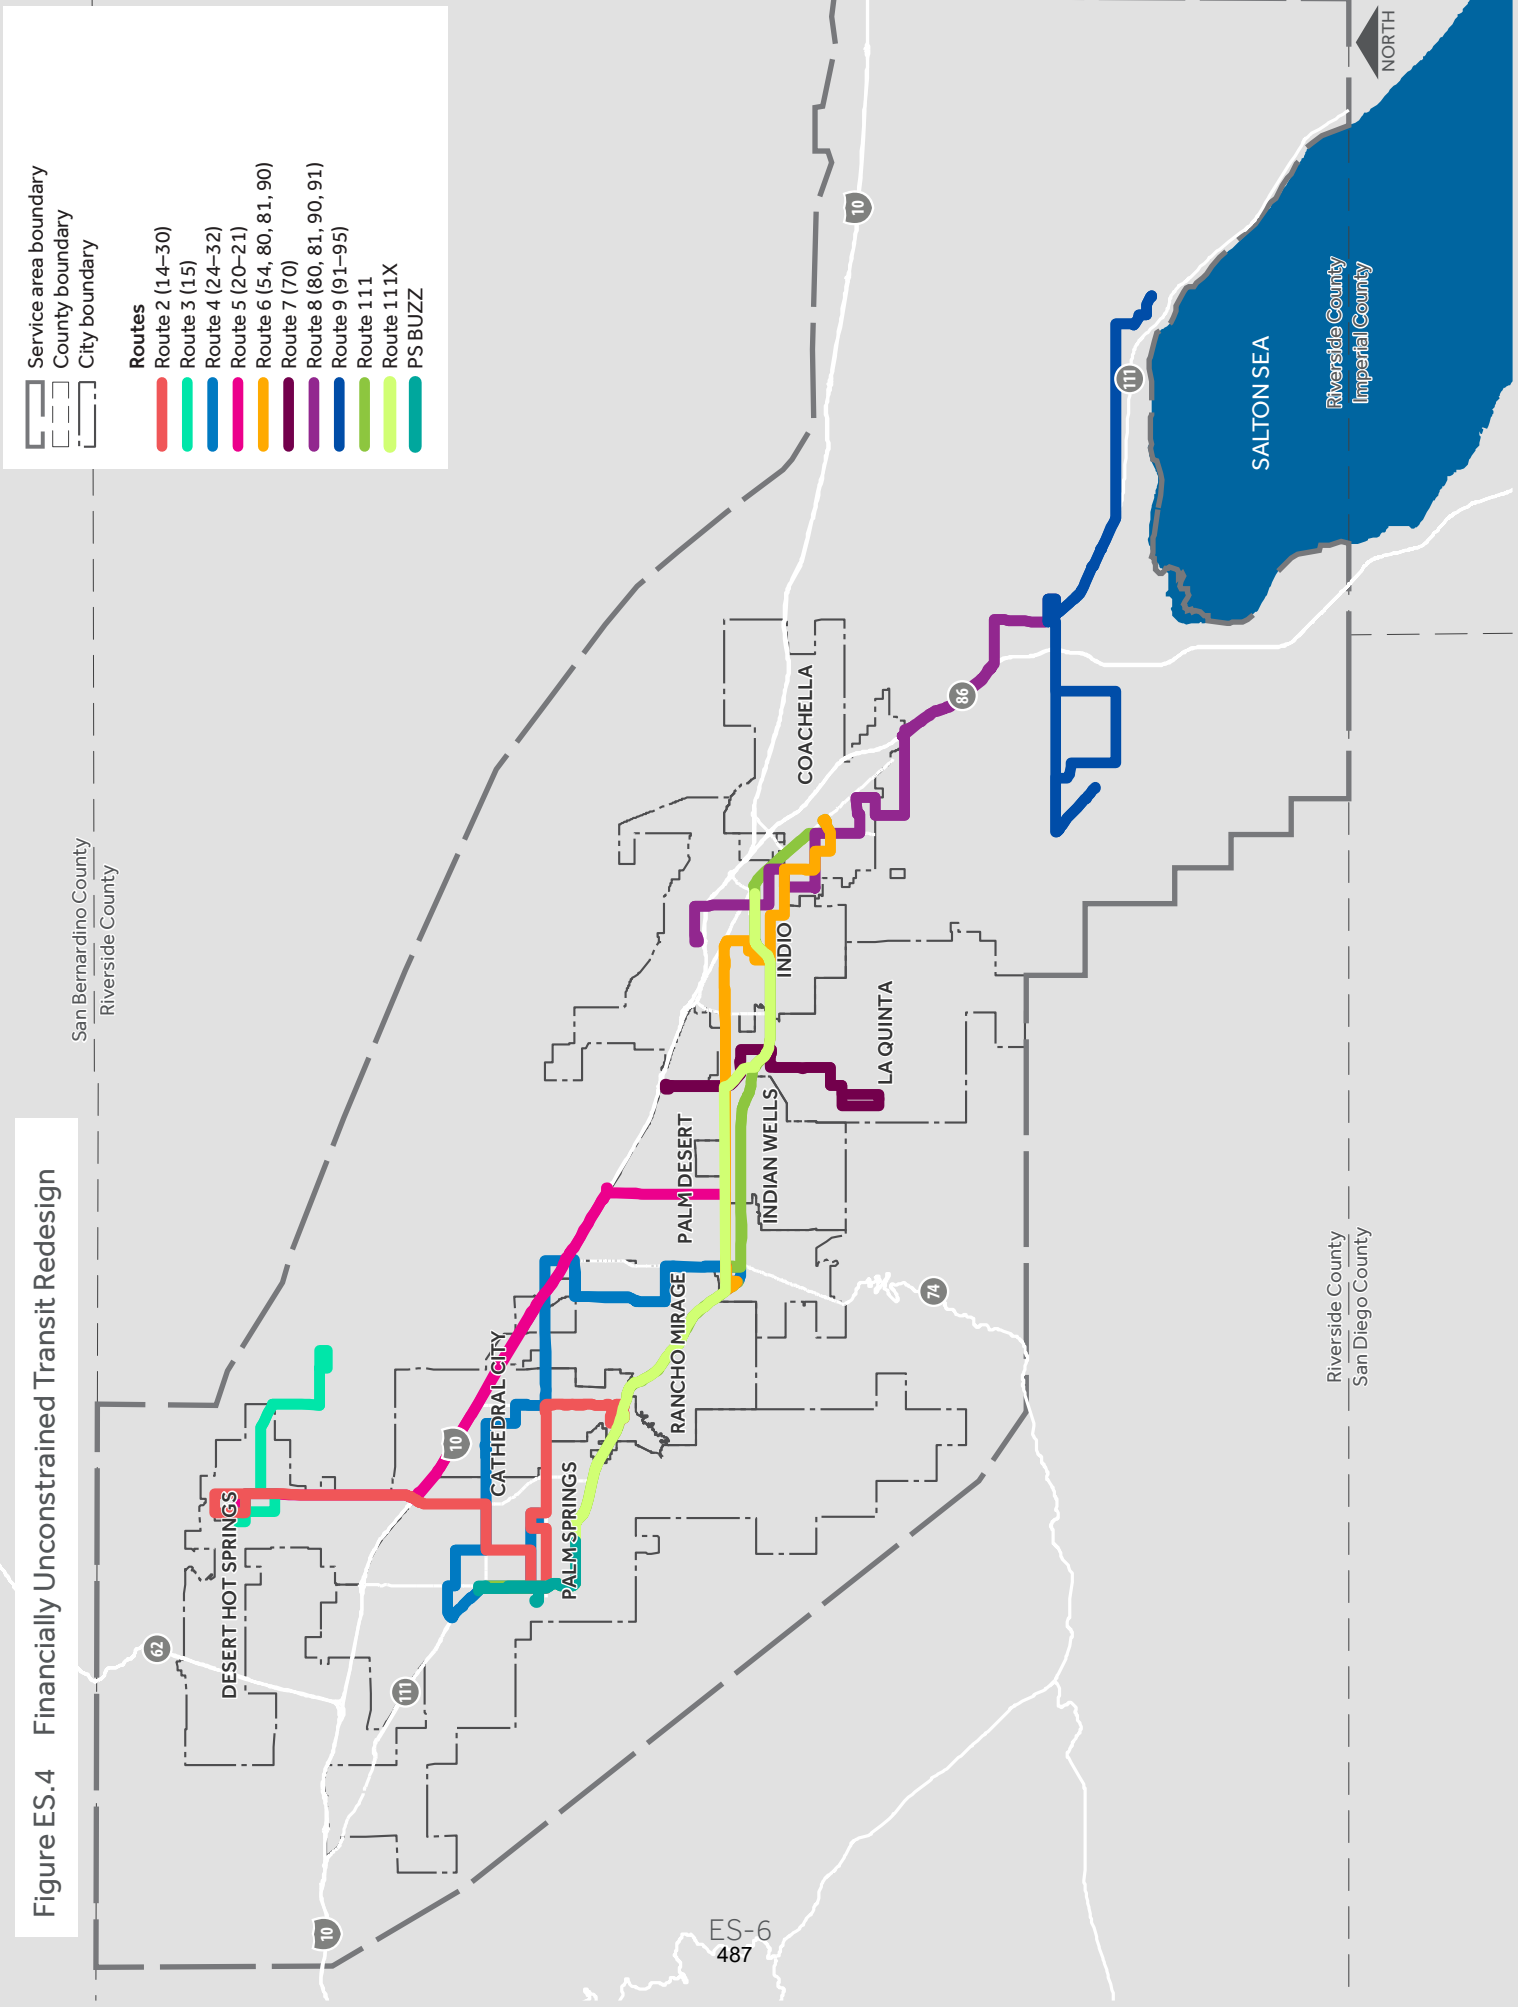 Figure ES.4 Financially Unconstrained Transit Redesign
Service area boundary
County boundary
City boundary
Routes
Route 2 (14–30)
Route 3 (15)
Route 4 (24–32)
Route 5 (20–21)
Route 6 (54, 80, 81, 90)
Route 7 (70)
Route 8 (80, 81, 90, 91)
Route 9 (91–95)
Route 111
Route 111X
PS BUZZ
San Bernardino County
Riverside County
62
DESERT HOT SPRINGS
10
111
10
CATHEDRAL CITY
PALM SPRINGS
RANCHO MIRAGE
PALM DESERT
INDIAN WELLS
74
LA QUINTA
INDIO
COACHELLA
86
10
111
SALTON SEA
Riverside County
Imperial County
Riverside County
San Diego County
NORTH
ES-6
487